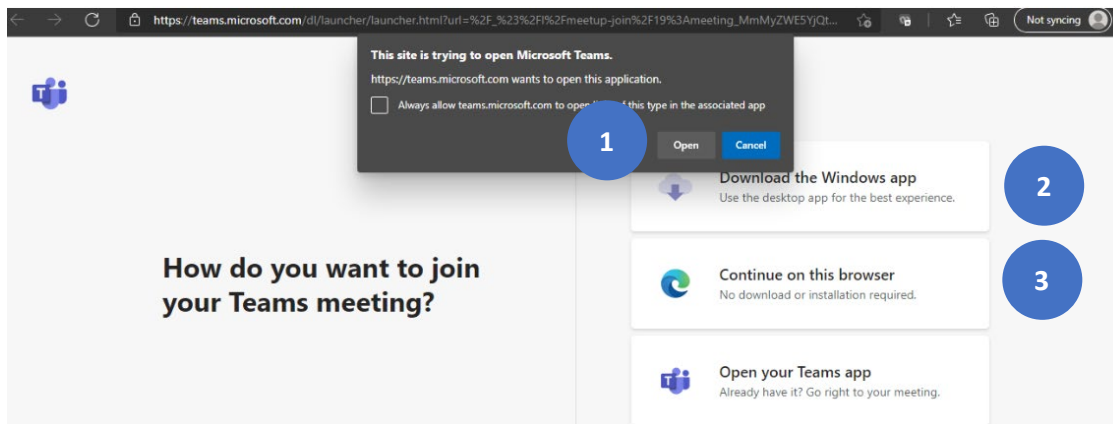 https://teams.microsoft.com/dl/launcher/launcher.html?url=%2F_%23%2Fl%2Fmeetup-join%2F19%3Ameeting_MmMyZWE5YjQt...
Not syncing
This site is trying to open Microsoft Teams.
https://teams.microsoft.com wants to open this application.
Always allow teams.microsoft.com to open of this type in the associated app
1
Open
Cancel
Download the Windows app
Use the desktop app for the best experience.
2
How do you want to join
your Teams meeting?
Continue on this browser
No download or installation required.
3
Open your Teams app
Already have it? Go right to your meeting.